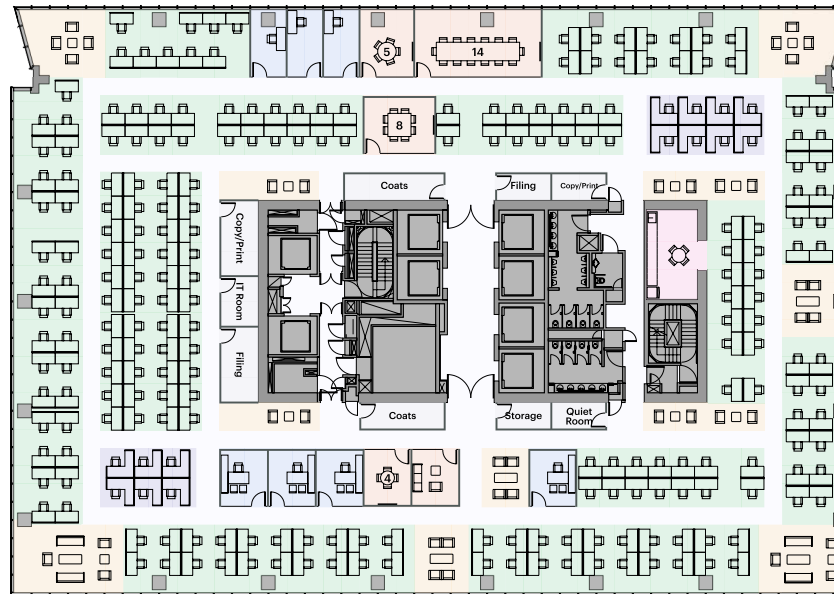 5
14
8
Coats
Filing
Copy/Print
Copy/Print
IT Room
Filing
Coats
Storage
Quiet
Room
4